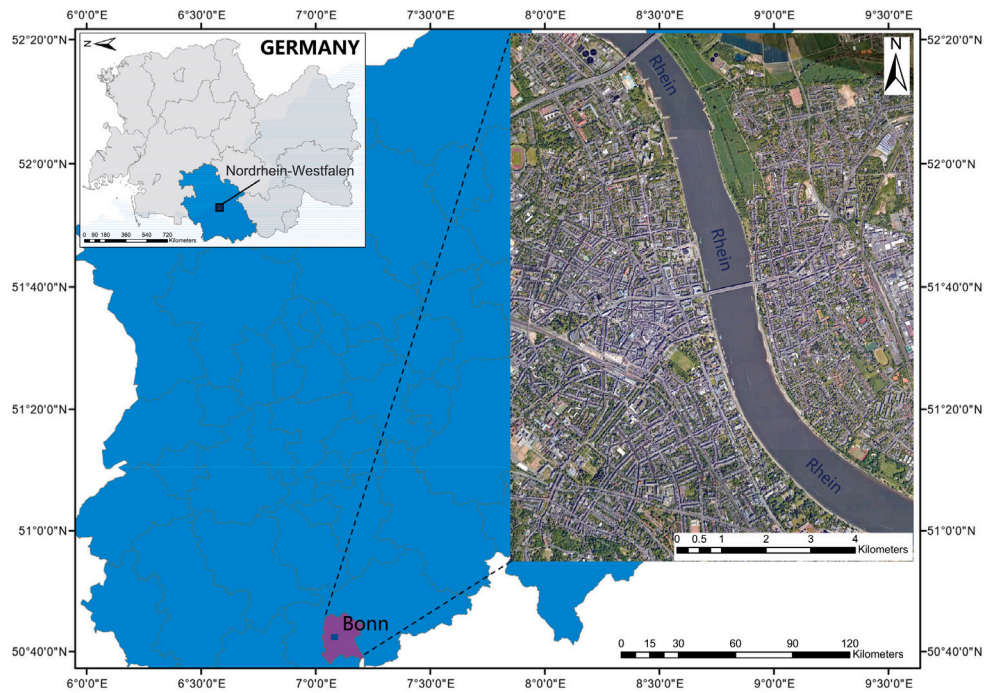 6°0'0"E 6°30'0"E 7°0'0"E 7°30'0"E 8°0'0"E 8°30'0"E 9°0'0"E 9°30'0"E
52°20'0"N
52°20'0"N
N
GERMANY
Nordrhein-Westfalen
0 90 180 360 540 720
Kilometers
N
Rhein
Rhein
Rhein
0 0.5 1 2 3 4
Kilometers
52°0'0"N
52°0'0"N
51°40'0"N
51°40'0"N
51°20'0"N
51°20'0"N
51°0'0"N
51°0'0"N
Bonn
50°40'0"N
50°40'0"N
0 15 30 60 90 120
Kilometers
6°0'0"E 6°30'0"E 7°0'0"E 7°30'0"E 8°0'0"E 8°30'0"E 9°0'0"E 9°30'0"E